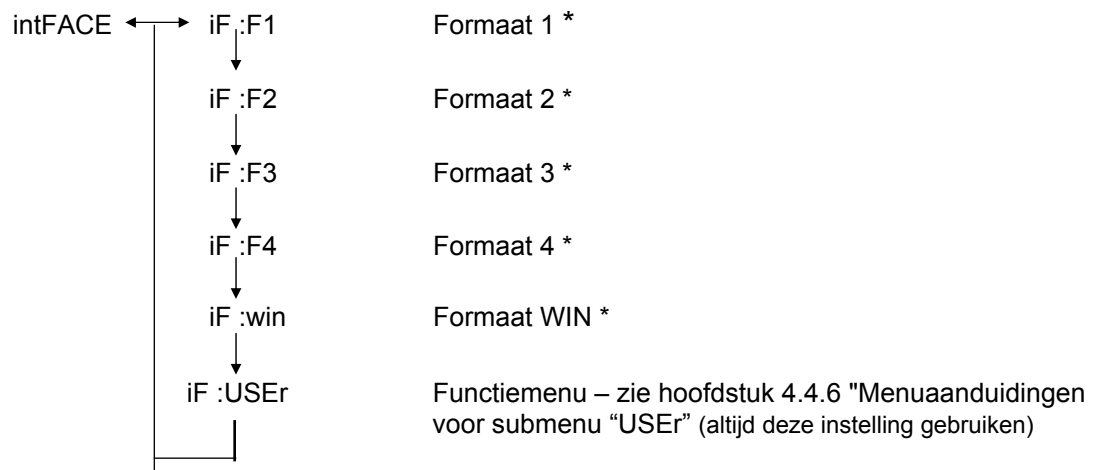 intFACE iF :F1 Formaat 1 *
iF :F2 Formaat 2 *
iF :F3 Formaat 3 *
iF :F4 Formaat 4 *
iF :win Formaat WIN *
iF :USEr Functiemenu – zie hoofdstuk 4.4.6 "Menuaanduidingen
voor submenu “USEr” (altijd deze instelling gebruiken)